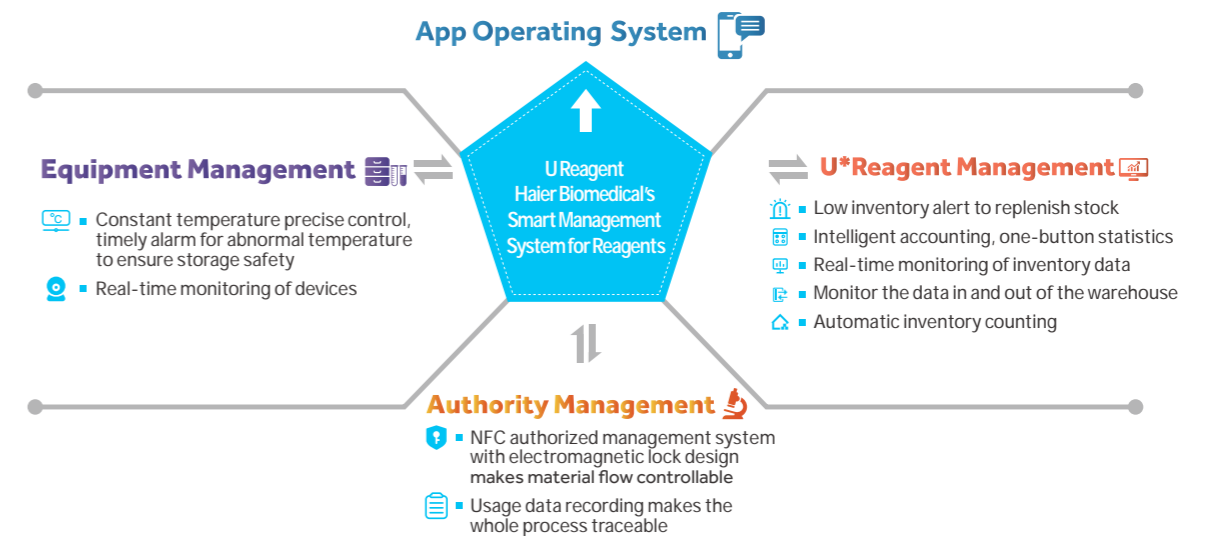 App Operating System
Equipment Management
°C
Constant temperature precise control,
timely alarm for abnormal temperature
to ensure storage safety
Real-time monitoring of devices
U Reagent
Haier Biomedical's
Smart Management
System for Reagents
U*Reagent Management
Low inventory alert to replenish stock
Intelligent accounting, one-button statistics
Real-time monitoring of inventory data
Monitor the data in and out of the warehouse
Automatic inventory counting
Authority Management
NFC authorized management system
with electromagnetic lock design
makes material flow controllable
Usage data recording makes the
whole process traceable